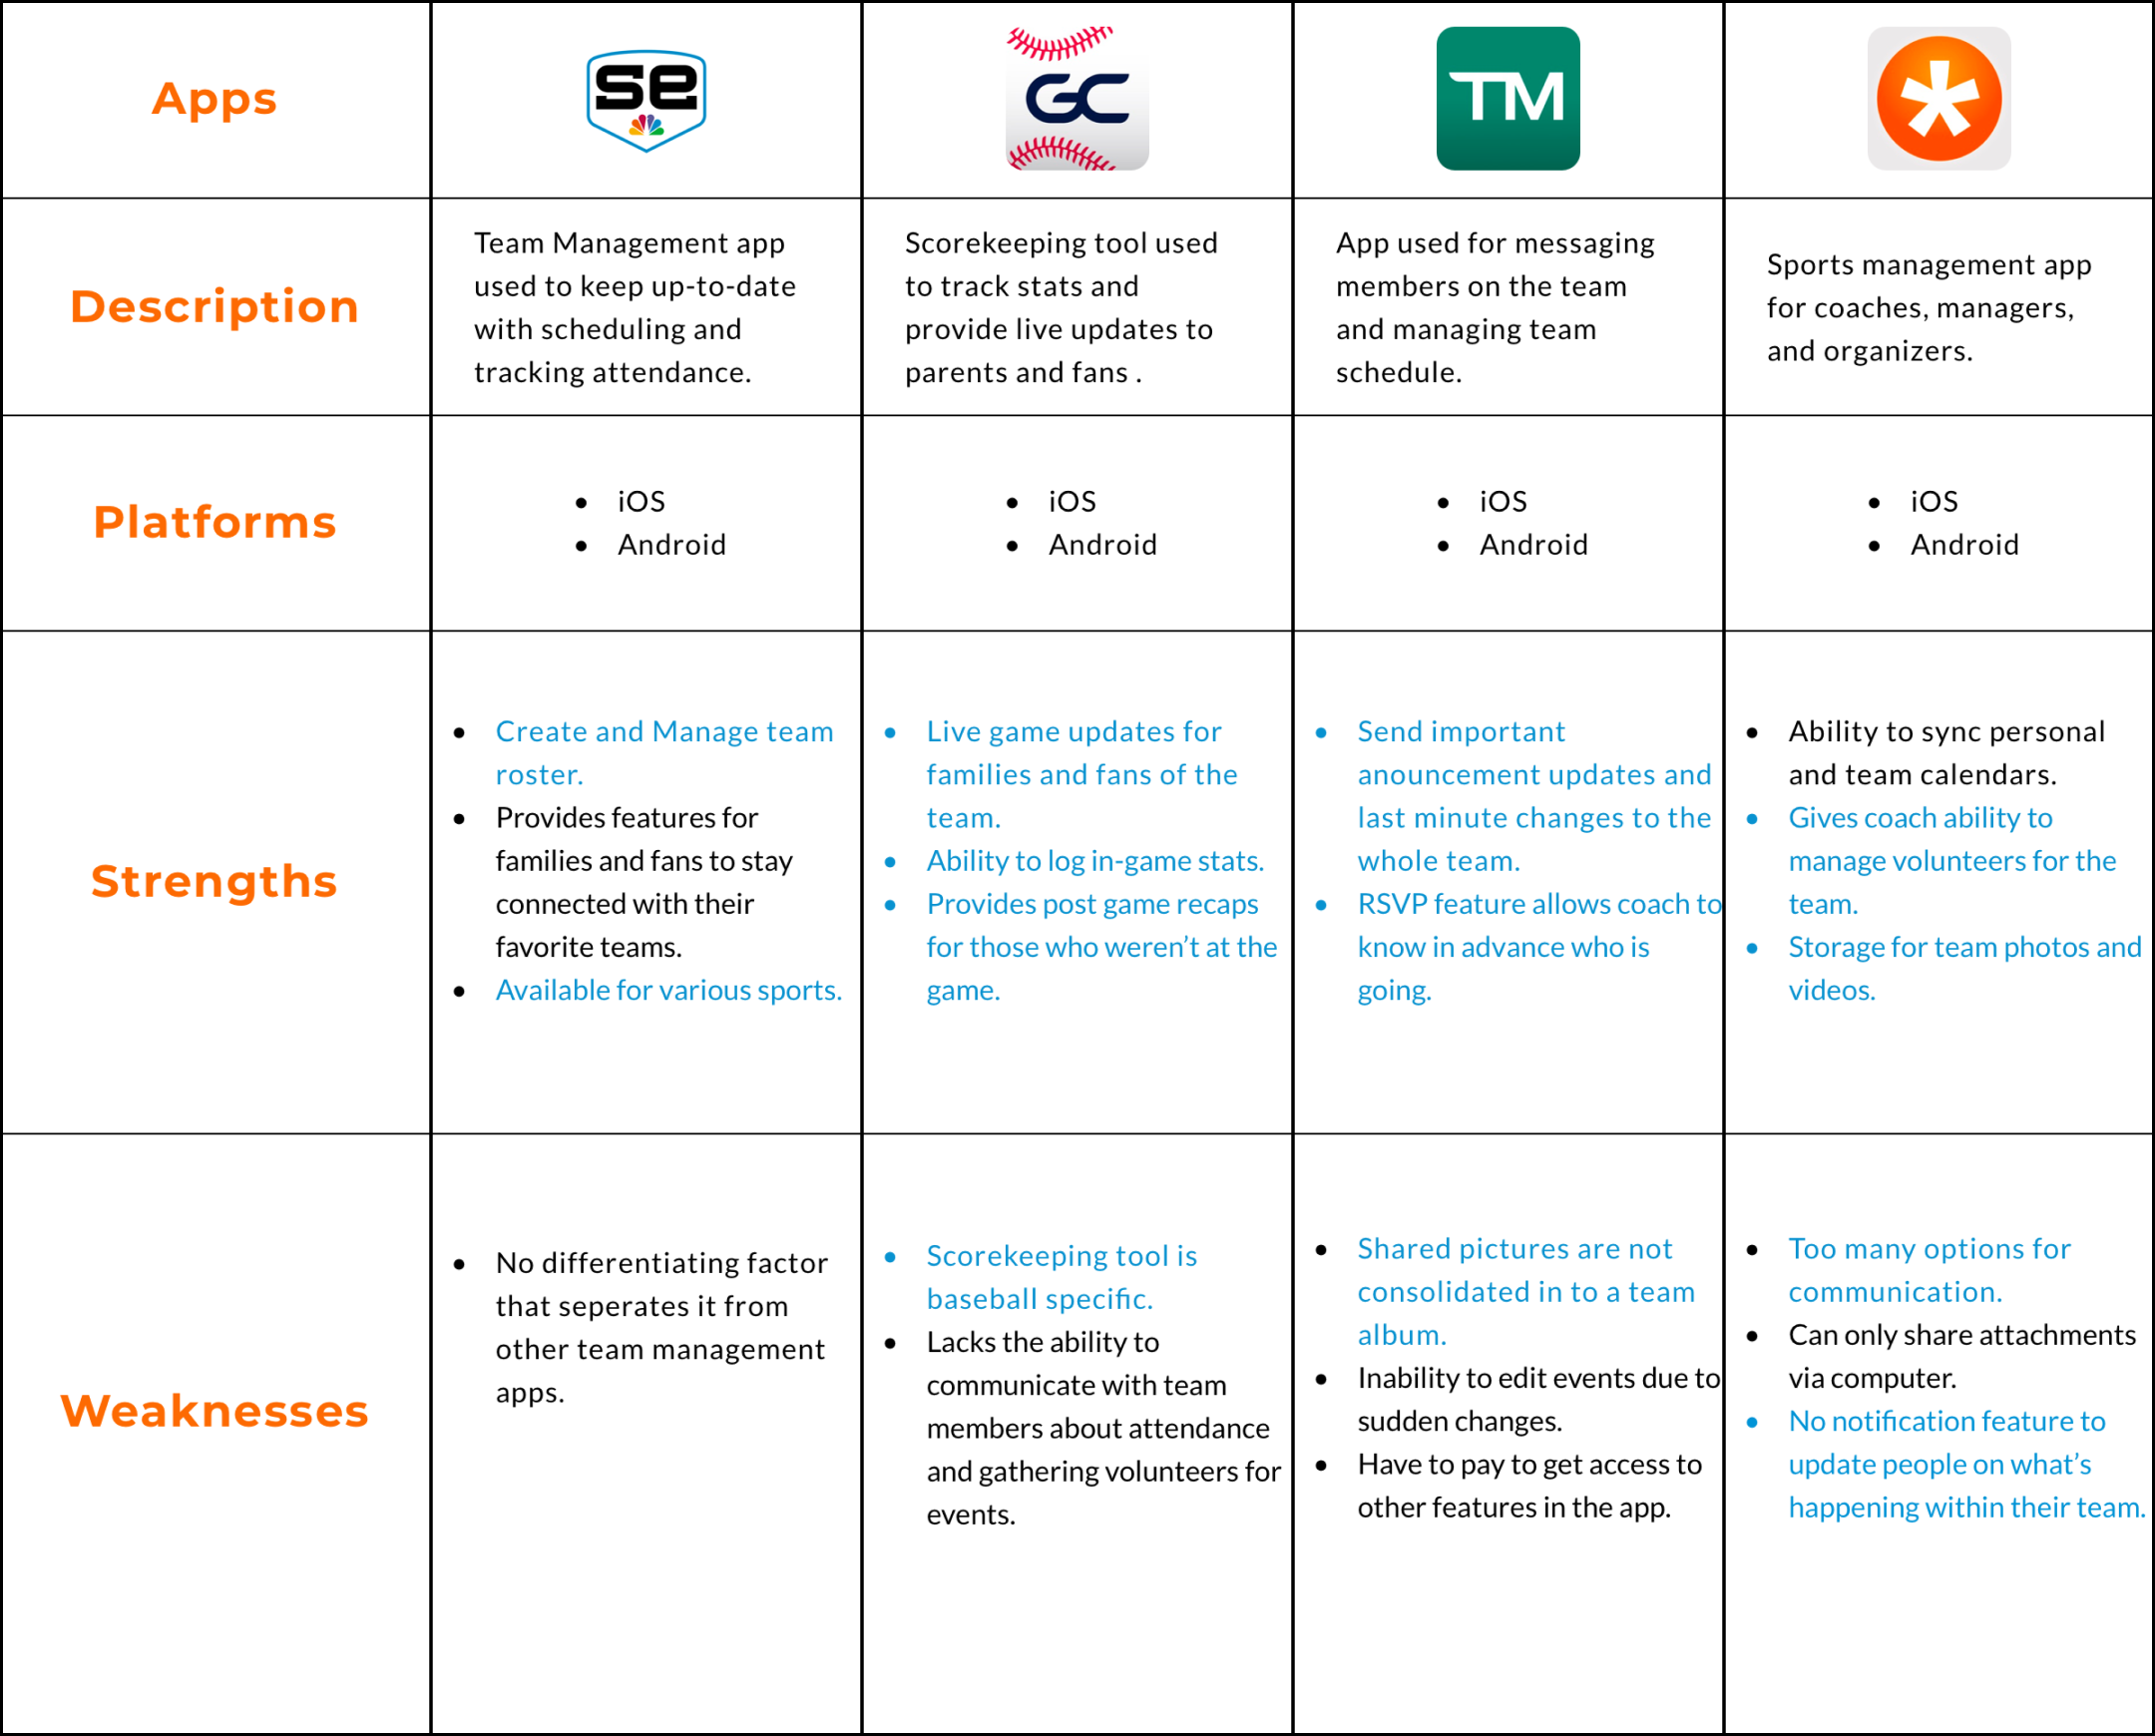 Apps
se
GC
TM
Description
Team Management app
used to keep up-to-date
with scheduling and
tracking attendance.
Scorekeeping tool used
to track stats and
provide live updates to
parents and fans .
App used for messaging
members on the team
and managing team
schedule.
Sports management app
for coaches, managers,
and organizers.
Platforms
• iOS
• Android
• iOS
• Android
• iOS
• Android
• iOS
• Android
Strengths
• Create and Manage team
roster.
• Provides features for
families and fans to stay
connected with their
favorite teams.
• Available for various sports.
• Live game updates for
families and fans of the
team.
• Ability to log in-game stats.
• Provides post game recaps
for those who weren’t at the
game.
• Send important
anouncement updates and
last minute changes to the
whole team.
• RSVP feature allows coach to
know in advance who is
going.
• Ability to sync personal
and team calendars.
• Gives coach ability to
manage volunteers for the
team.
• Storage for team photos and
videos.
Weaknesses
• No differentiating factor
that seperates it from
other team management
apps.
• Scorekeeping tool is
baseball specific.
• Lacks the ability to
communicate with team
members about attendance
and gathering volunteers for
events.
• Shared pictures are not
consolidated in to a team
album.
• Inability to edit events due to
sudden changes.
• Have to pay to get access to
other features in the app.
• Too many options for
communication.
• Can only share attachments
via computer.
• No notification feature to
update people on what’s
happening within their team.